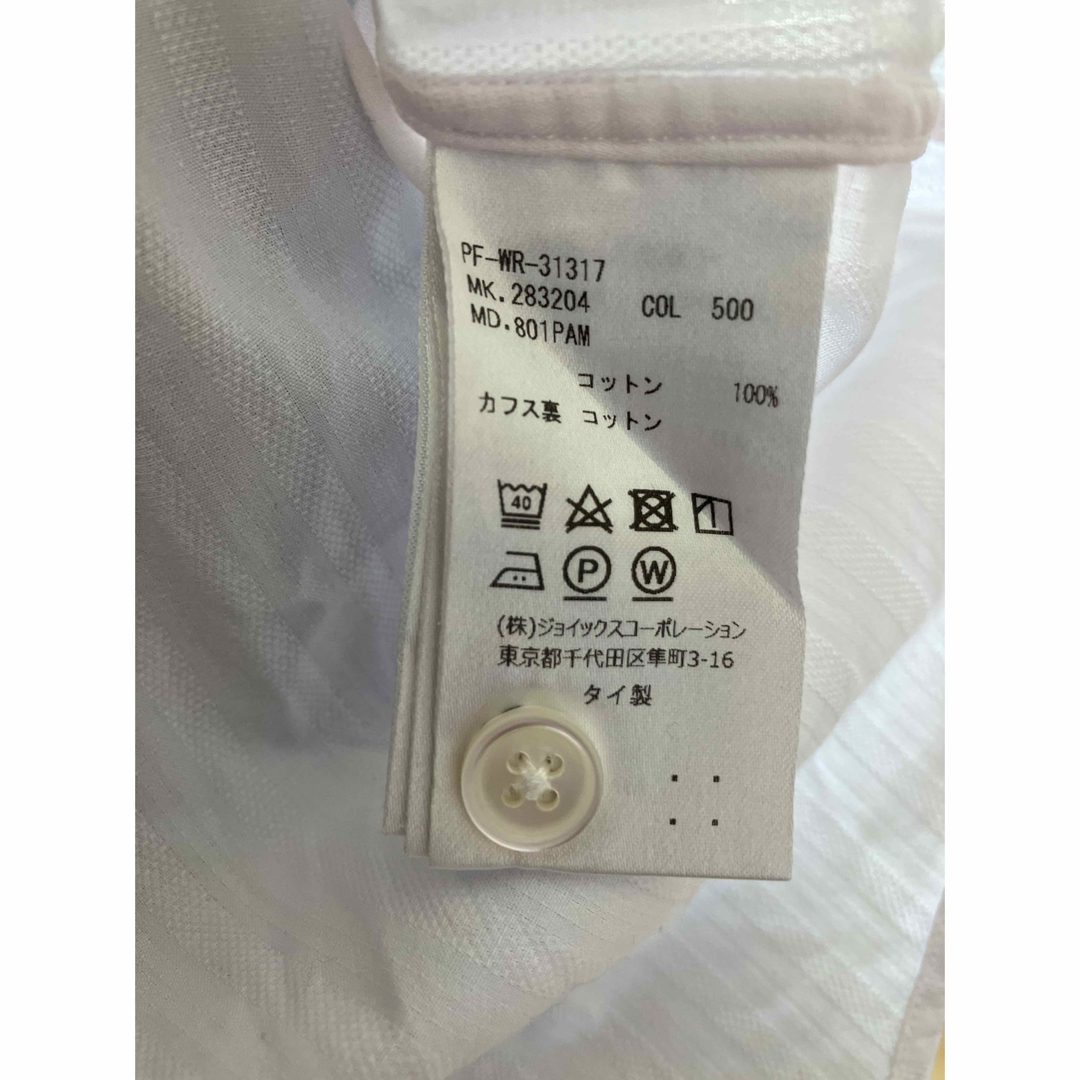 PF-WR-31317
MK.283204 COL 500
MD.801PAM
コットン 100%
カフス裏 コットン
40
P W
(株)ジョイックスコーポレーション
東京都千代田区隼町3-16
タイ製